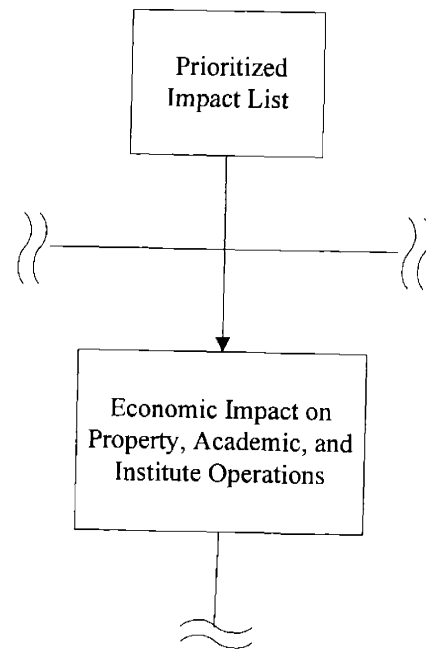 Prioritized
Impact List
Economic Impact on
Property, Academic, and
Institute Operations